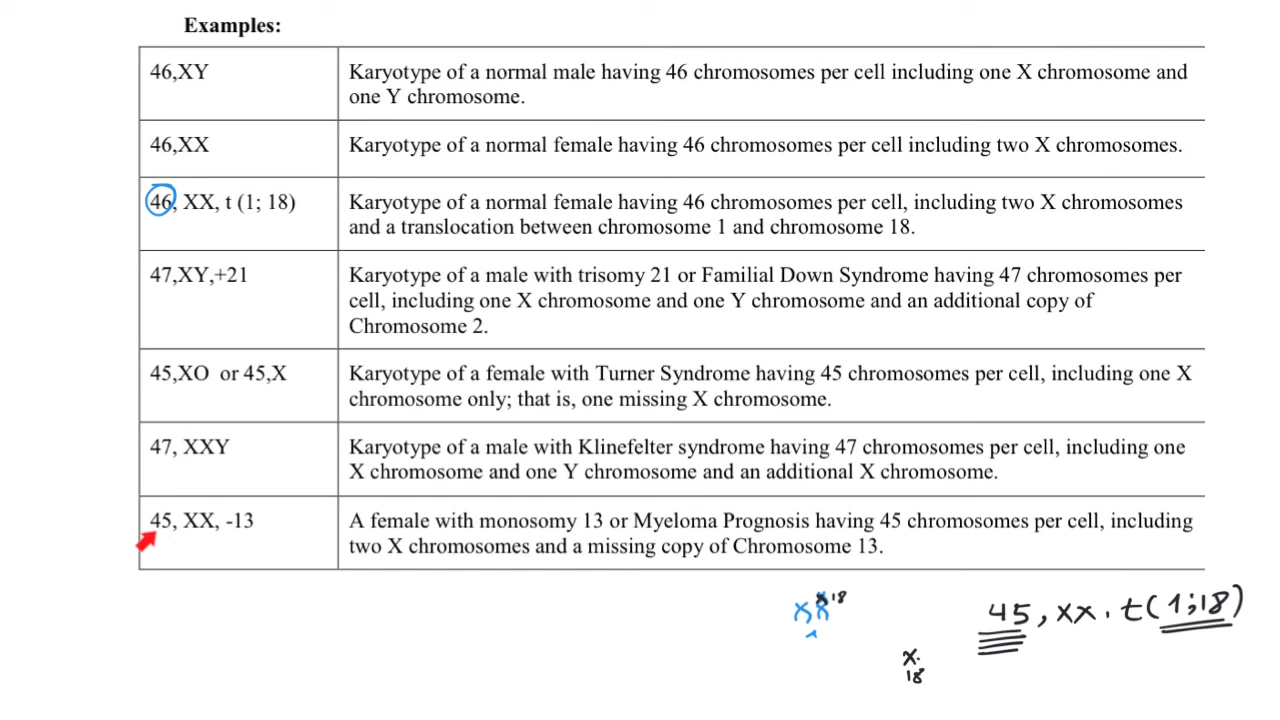 Examples:
46,XY
Karyotype of a normal male having 46 chromosomes per cell including one X chromosome and
one Y chromosome.
46,XX
Karyotype of a normal female having 46 chromosomes per cell including two X chromosomes.
46, XX, t (1; 18)
Karyotype of a normal female having 46 chromosomes per cell, including two X chromosomes
and a translocation between chromosome 1 and chromosome 18.
47,XY,+21
Karyotype of a male with trisomy 21 or Familial Down Syndrome having 47 chromosomes per
cell, including one X chromosome and one Y chromosome and an additional copy of
Chromosome 2.
45,XO or 45,X
Karyotype of a female with Turner Syndrome having 45 chromosomes per cell, including one X
chromosome only; that is, one missing X chromosome.
47, XXY
Karyotype of a male with Klinefelter syndrome having 47 chromosomes per cell, including one
X chromosome and one Y chromosome and an additional X chromosome.
45, XX, -13
A female with monosomy 13 or Myeloma Prognosis having 45 chromosomes per cell, including
two X chromosomes and a missing copy of Chromosome 13.
xx x 18
1
45, xx, t(1;18)
x
18